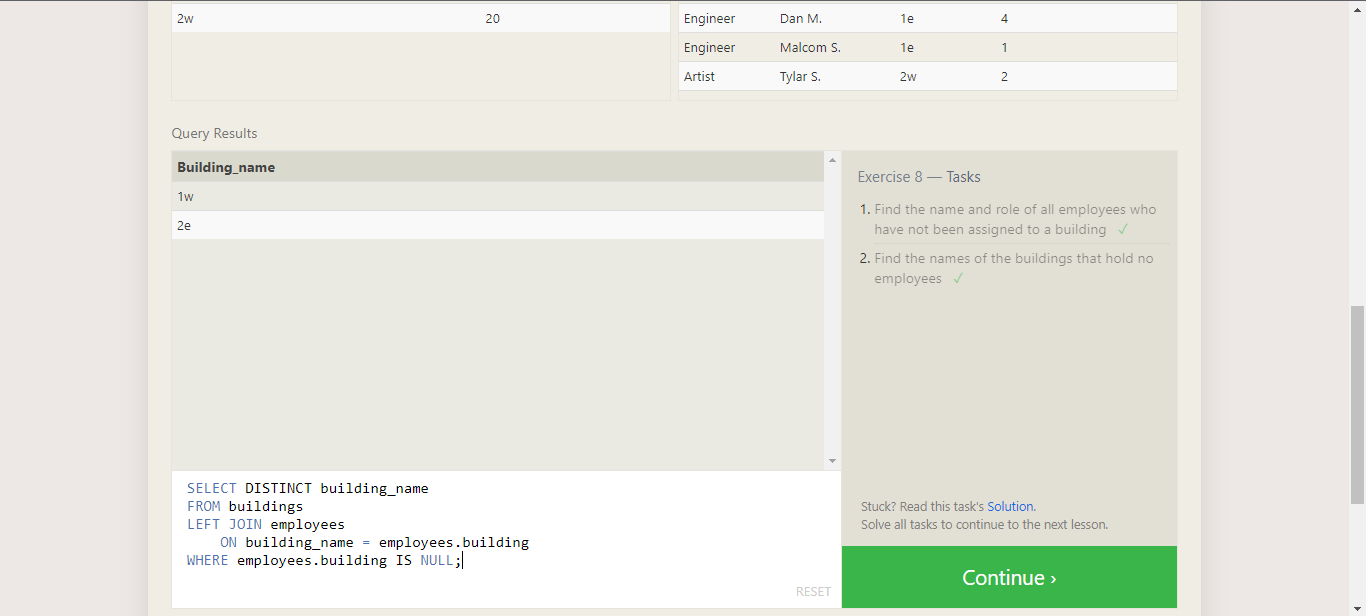 2w 20
Engineer Dan M. 1e 4
Engineer Malcom S. 1e 1
Artist Tylar S. 2w 2
Query Results
Building_name
1w
2e
Exercise 8 — Tasks
1. Find the name and role of all employees who
have not been assigned to a building ✓
2. Find the names of the buildings that hold no
employees ✓
SELECT DISTINCT building_name
FROM buildings
LEFT JOIN employees
ON building_name = employees.building
WHERE employees.building IS NULL;
RESET
Stuck? Read this task's Solution.
Solve all tasks to continue to the next lesson.
Continue ›